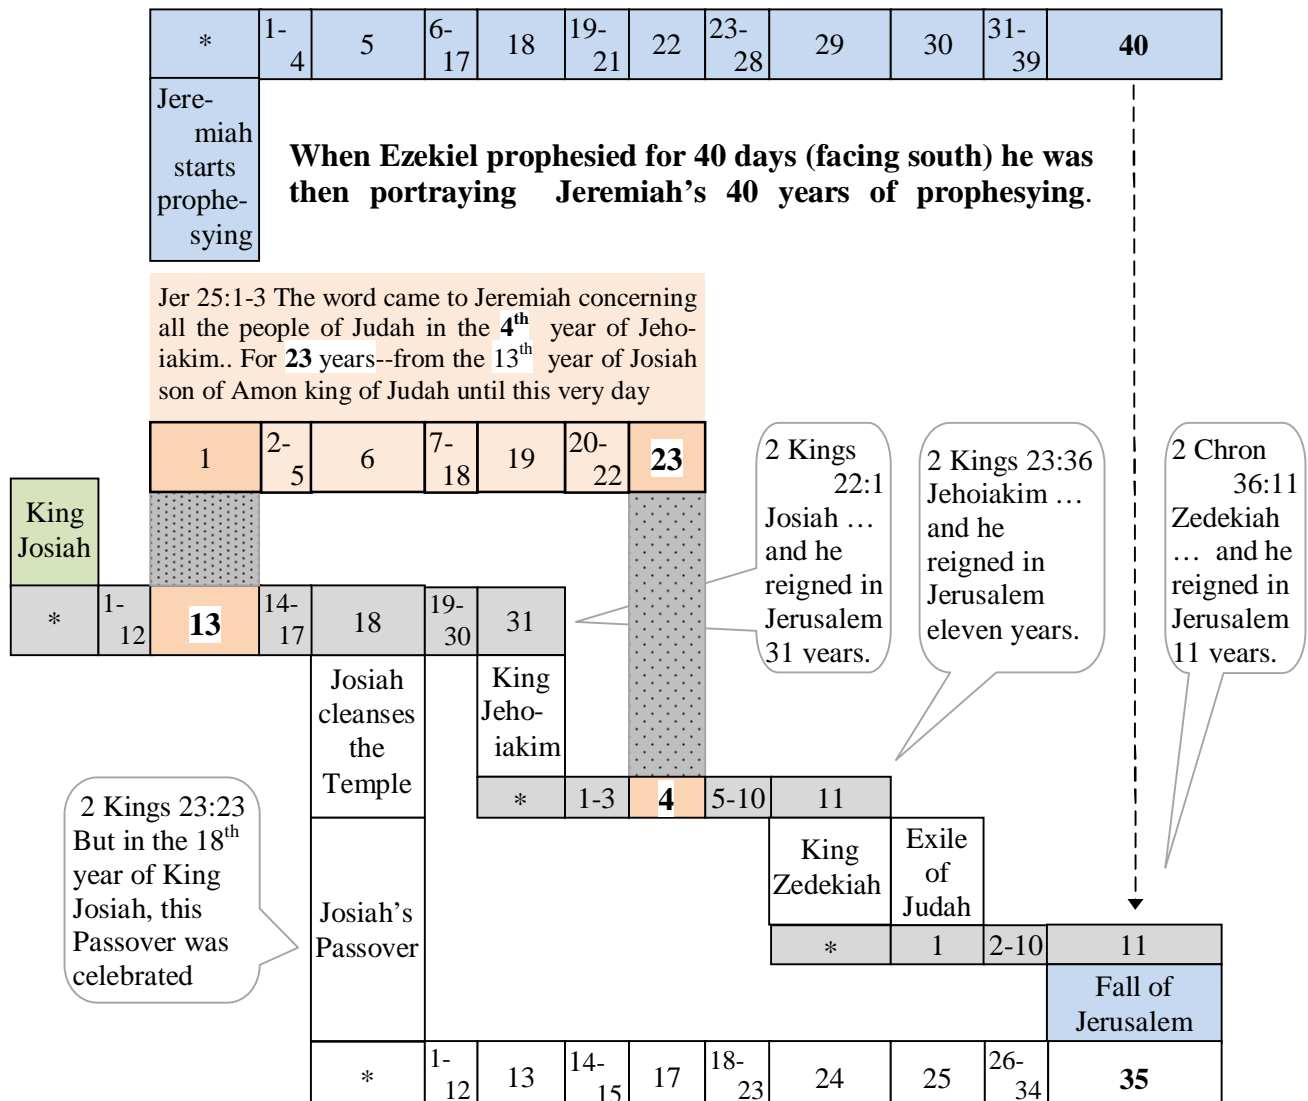 * 1- 4 5 6- 17 18 19- 21 22 23- 28 29 30 31- 39 40
Jere-
miah
starts
prophe-
sying
When Ezekiel prophesied for 40 days (facing south) he was
then portraying Jeremiah's 40 years of prophesying.
Jer 25:1-3 The word came to Jeremiah concerning
all the people of Judah in the 4th year of Jeho-
iakim.. For 23 years--from the 13th year of Josiah
son of Amon king of Judah until this very day
1 2- 5 6 7- 18 19 20- 22 23
2 Kings
22:1
Josiah …
and he
reigned in
Jerusalem
31 years.
2 Kings 23:36
Jehoiakim …
and he
reigned in
Jerusalem
eleven years.
2 Chron
36:11
Zedekiah
… and he
reigned in
Jerusalem
11 years.
King
Josiah
* 1- 12 13 14- 17 18 19- 30 31
Josiah
cleanses
the
Temple
King
Jeho-
iakim
* 1-3 4 5-10 11
2 Kings 23:23
But in the 18th
year of King
Josiah, this
Passover was
celebrated
Josiah's
Passover
King
Zedekiah
Exile
of
Judah
* 1 2-10 11
Fall of
Jerusalem
* 1- 12 13 14- 15 17 18- 23 24 25 26- 34 35